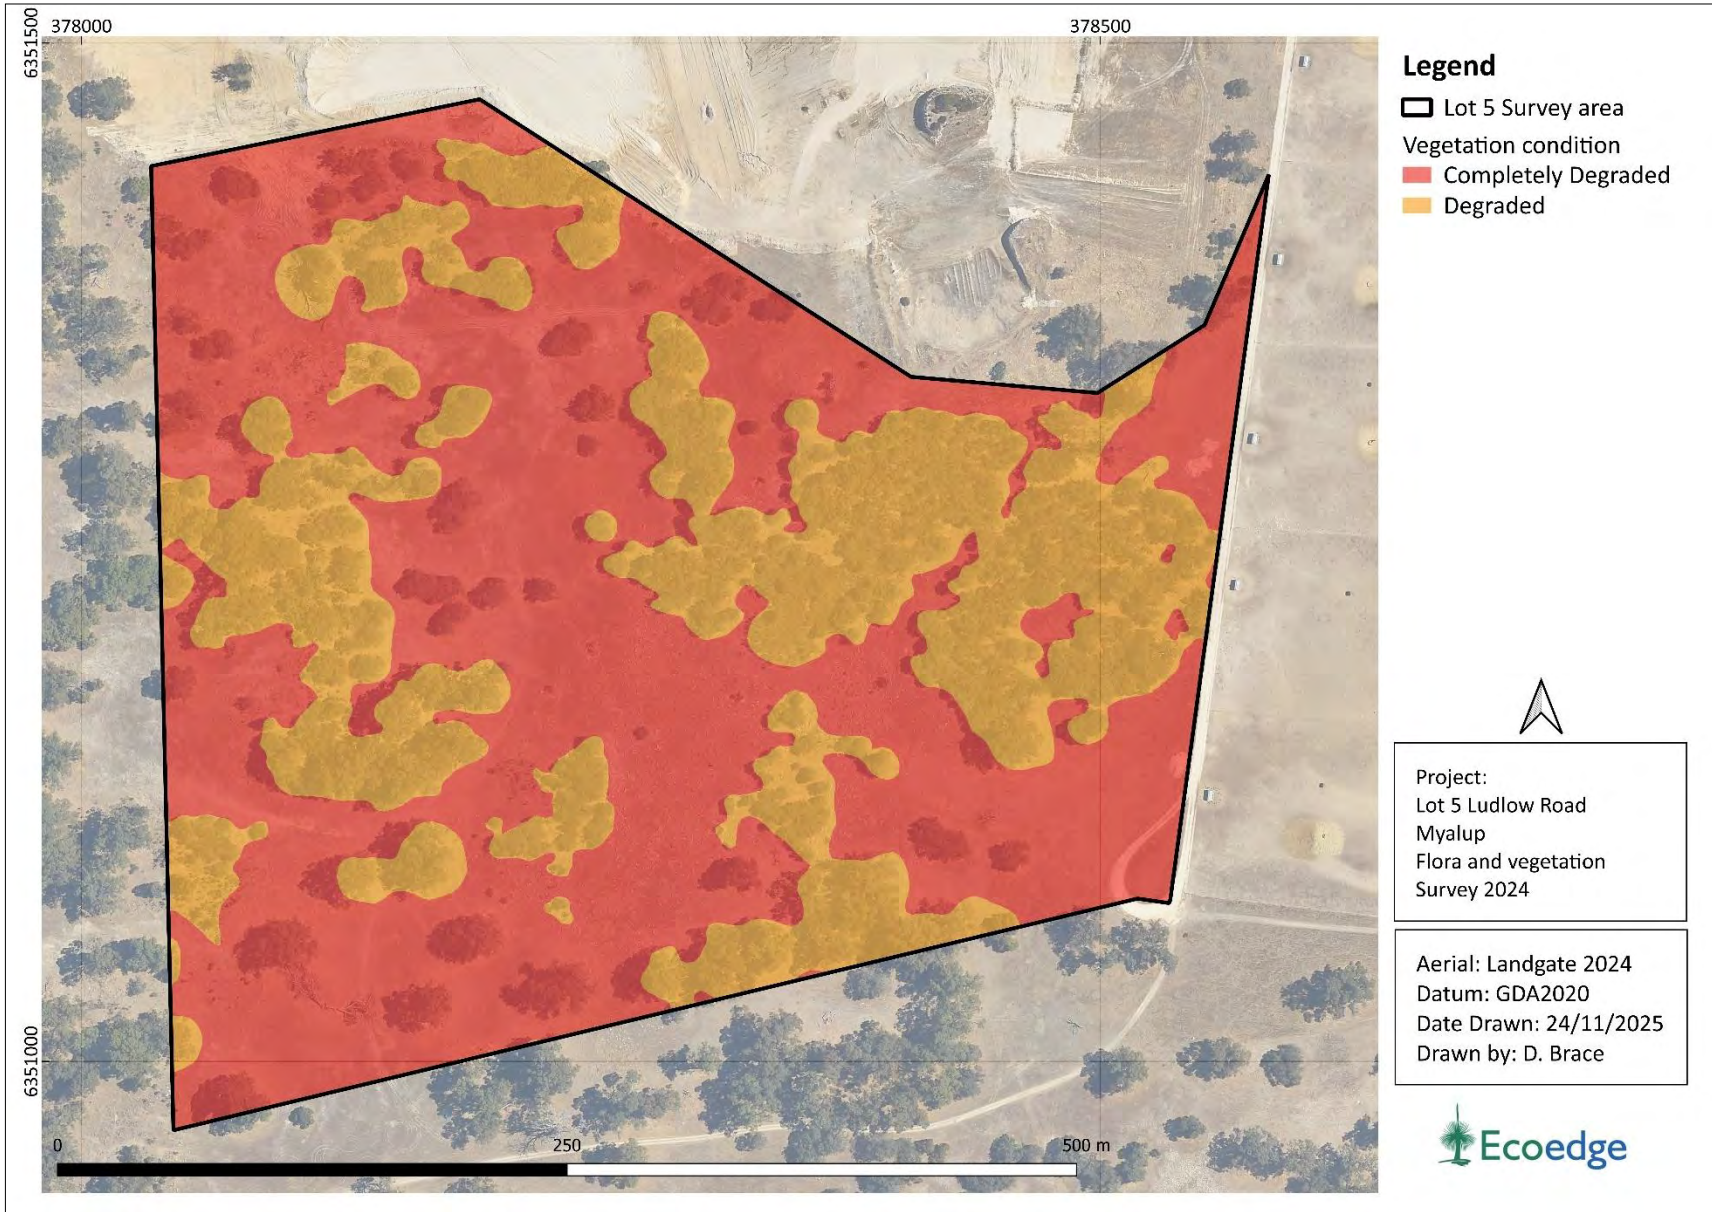 378000
378500
6351500
6351000
Legend
Lot 5 Survey area
Vegetation condition
Completely Degraded
Degraded
Project:
Lot 5 Ludlow Road
Myalup
Flora and vegetation
Survey 2024
Aerial: Landgate 2024
Datum: GDA2020
Date Drawn: 24/11/2025
Drawn by: D. Brace
0 250 500 m
Ecoedge